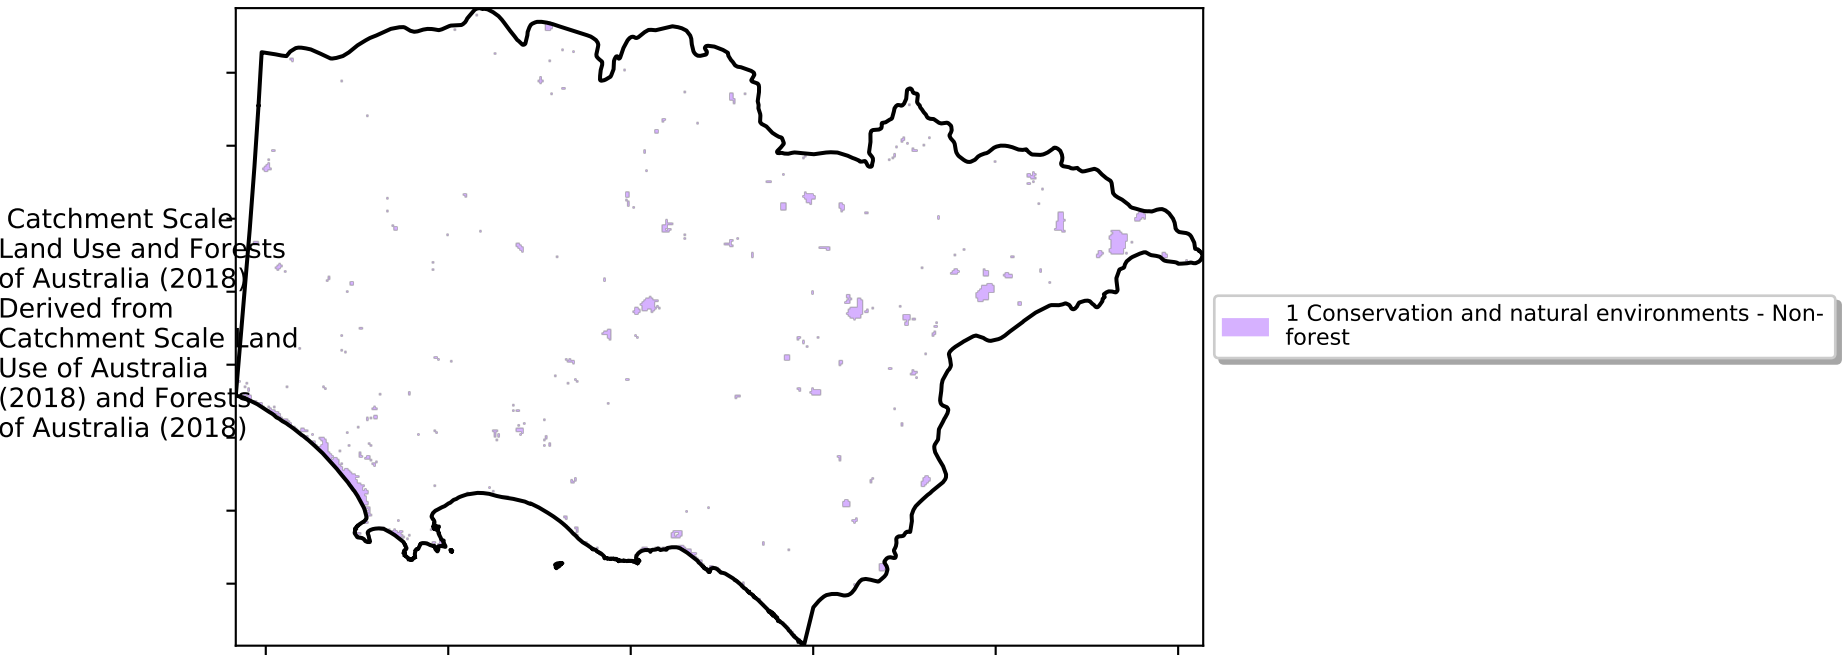 Catchment Scale
Land Use and Forests
of Australia (2018)
Derived from
Catchment Scale Land
Use of Australia
(2018) and Forests
of Australia (2018)
1 Conservation and natural environments - Non-
forest